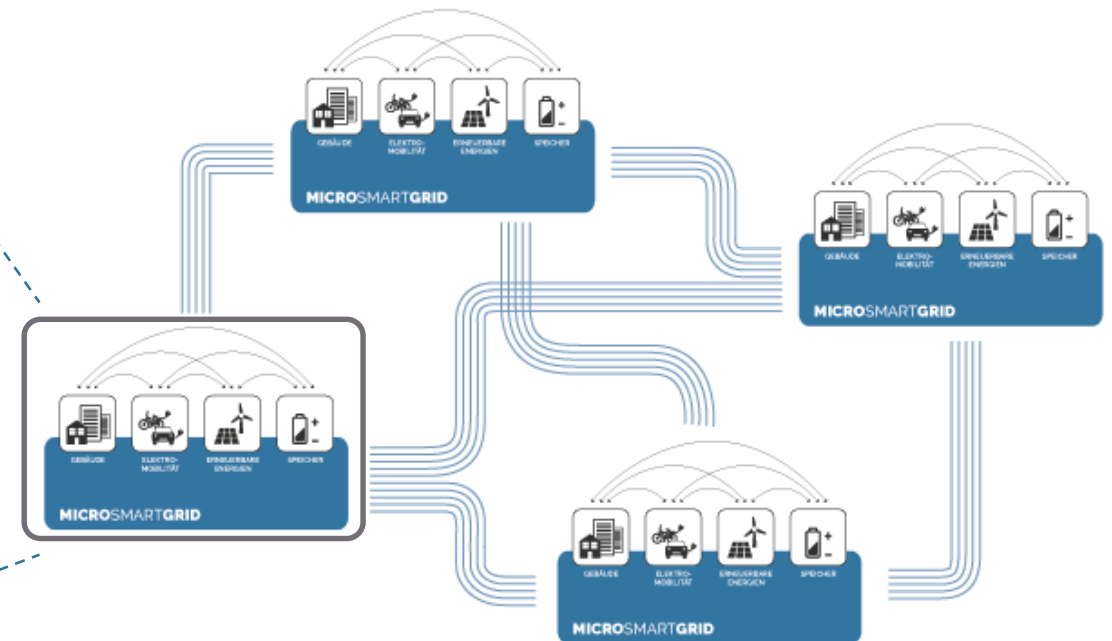 GEBÄUDE
ELEKTRO-
MOBILITÄT
ERNEUERBARE
ENERGIEN
SPEICHER
MICROSMARTGRID
GEBÄUDE
ELEKTRO-
MOBILITÄT
ERNEUERBARE
ENERGIEN
SPEICHER
MICROSMARTGRID
GEBÄUDE
ELEKTRO-
MOBILITÄT
ERNEUERBARE
ENERGIEN
SPEICHER
MICROSMARTGRID
GEBÄUDE
ELEKTRO-
MOBILITÄT
ERNEUERBARE
ENERGIEN
SPEICHER
MICROSMARTGRID